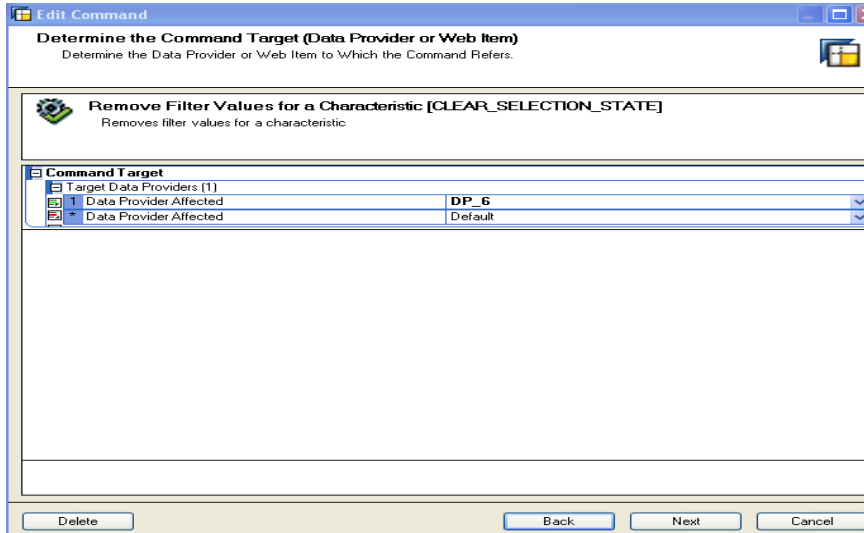 Edit Command
Determine the Command Target (Data Provider or Web Item)
Determine the Data Provider or Web Item to Which the Command Refers.
Remove Filter Values for a Characteristic [CLEAR_SELECTION_STATE]
Removes filter values for a characteristic
Command Target
Target Data Providers (1)
1 Data Provider Affected DP_6
* Data Provider Affected Default
Delete Back Next Cancel